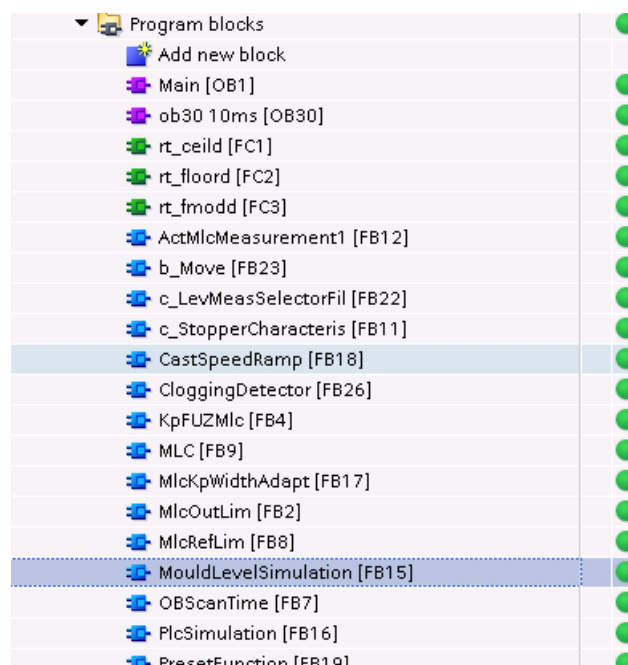 Program blocks
Add new block
Main [OB1]
ob30 10ms [OB30]
rt_ceild [FC1]
rt_floord [FC2]
rt_fmodd [FC3]
ActMlcMeasurement1 [FB12]
b_Move [FB23]
c_LevMeasSelectorFil [FB22]
c_StopperCharacteris [FB11]
CastSpeedRamp [FB18]
CloggingDetector [FB26]
KpFUZMlc [FB4]
MLC [FB9]
MlcKpWidthAdapt [FB17]
MlcOutLim [FB2]
MlcRefLim [FB8]
MouldLevelSimulation [FB15]
OBScanTime [FB7]
PlcSimulation [FB16]
PresetFunction [FB19]